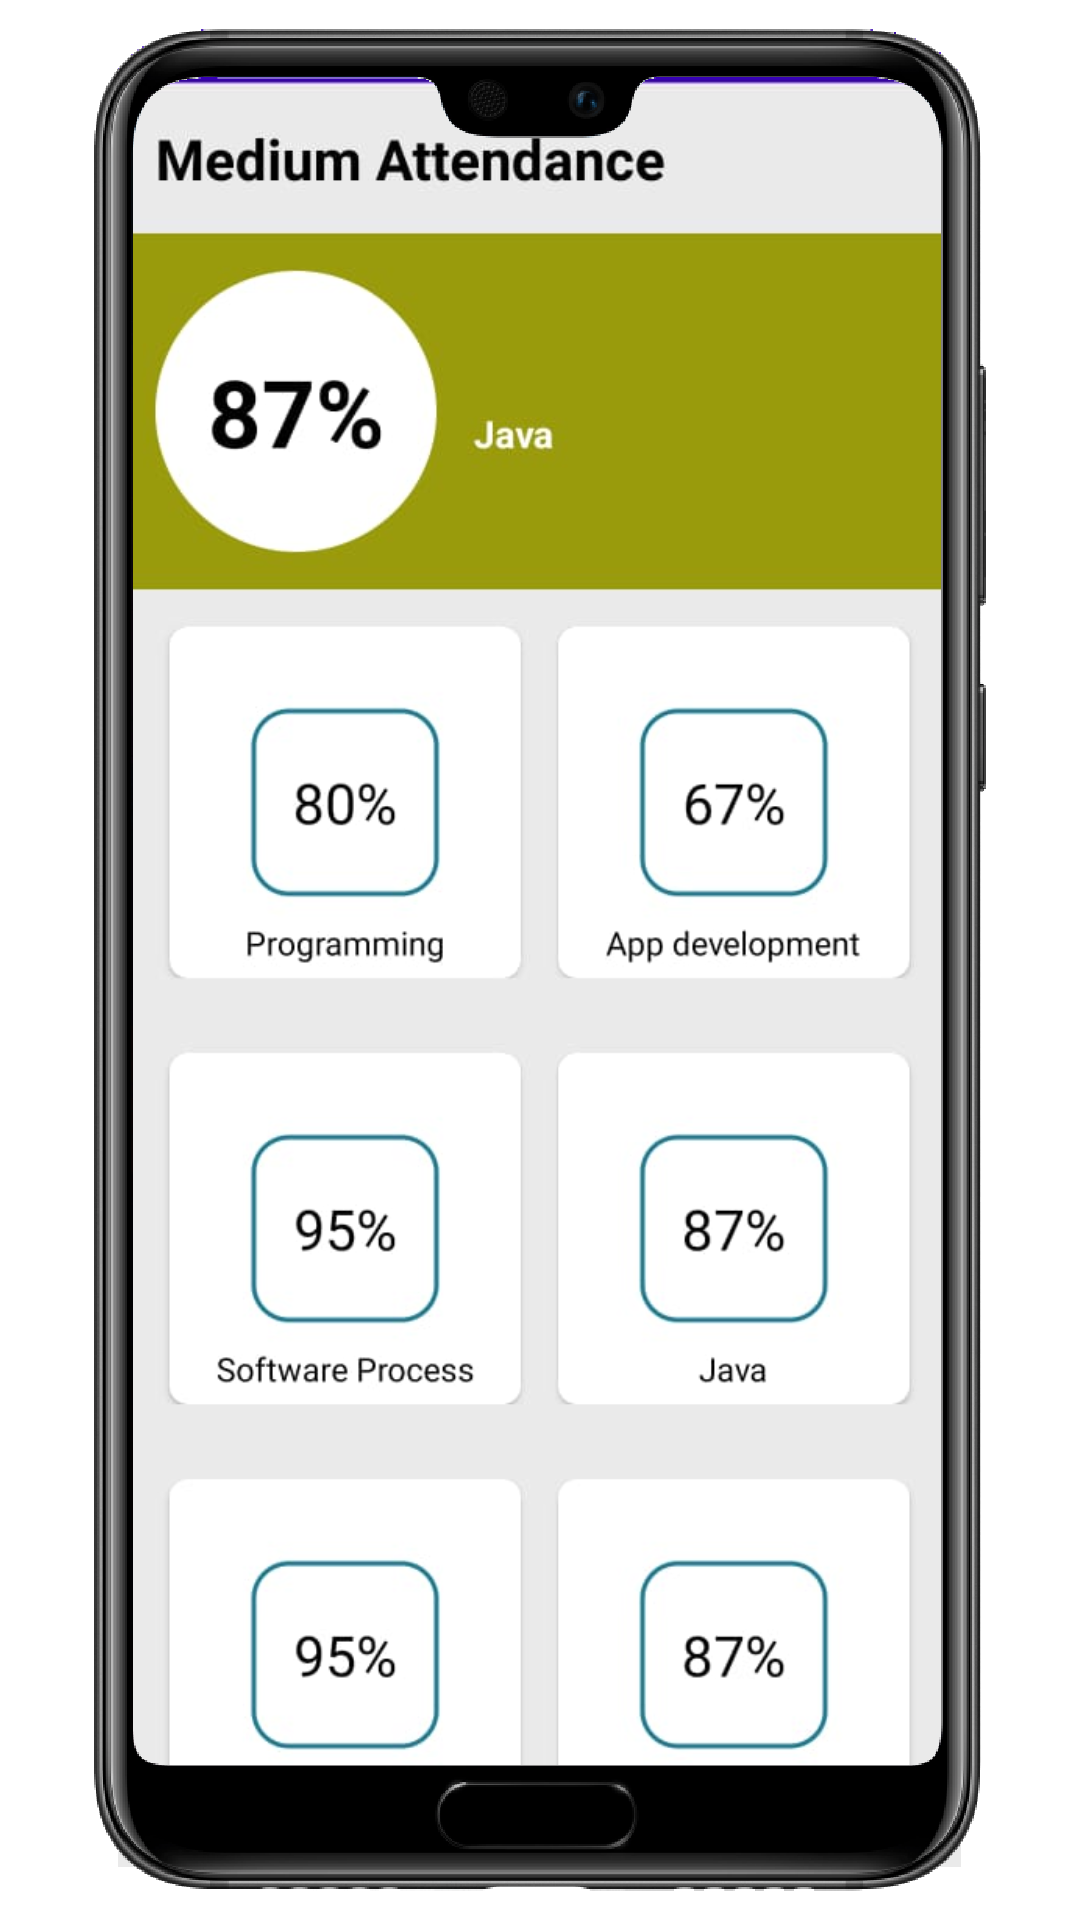 Medium Attendance
87%
Java
80%
67%
Programming
App development
95%
87%
Software Process
Java
95%
87%